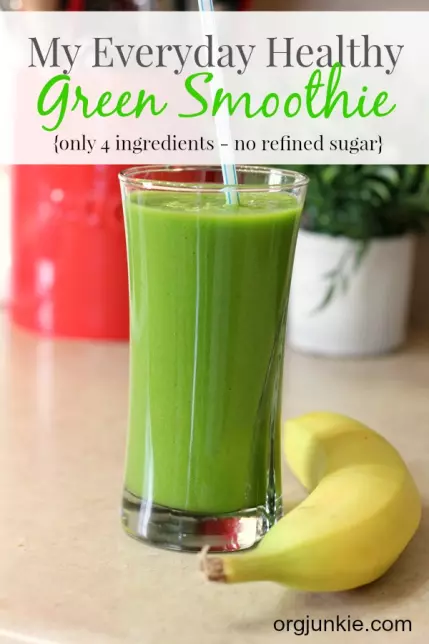 My Everyday Healthy
Green Smoothie
{only 4 ingredients - no refined sugar}
orgjunkie.com